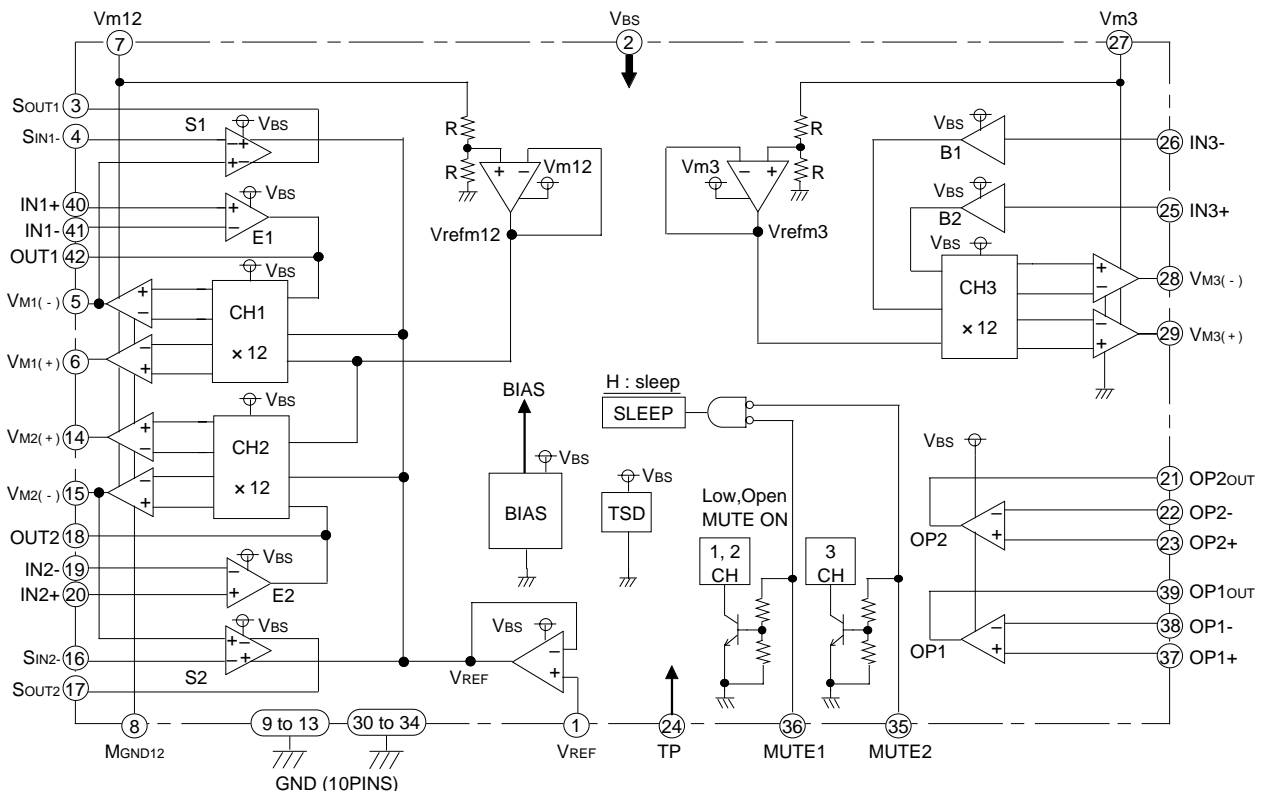 Vm12
7
VBS
2
Vm3
27
SOUT1 3
SIN1- 4
S1
VBS
IN1+ 40
IN1- 41
OUT1 42
VBS
E1
VBS
VM1(-) 5
CH1
× 12
VM1(+) 6
VBS
VM2(+) 14
CH2
× 12
VM2(-) 15
OUT2 18
IN2- 19
IN2+ 20
VBS
E2
VBS
SIN2- 16
S2
SOUT2 17
R
R
Vm12
Vrefm12
R
R
Vm3
Vrefm3
VBS
B1
26 IN3-
VBS
B2
25 IN3+
VBS
CH3
× 12
28 VM3(-)
29 VM3(+)
BIAS
VBS
BIAS
VBS
TSD
H : sleep
SLEEP
Low,Open
MUTE ON
1, 2
CH
3
CH
VBS
21 OP2OUT
22 OP2-
OP2
23 OP2+
39 OP1OUT
38 OP1-
OP1
37 OP1+
VBS
VREF
8
MGND12
9 to 13
30 to 34
GND (10PINS)
1
VREF
24
TP
36
MUTE1
35
MUTE2